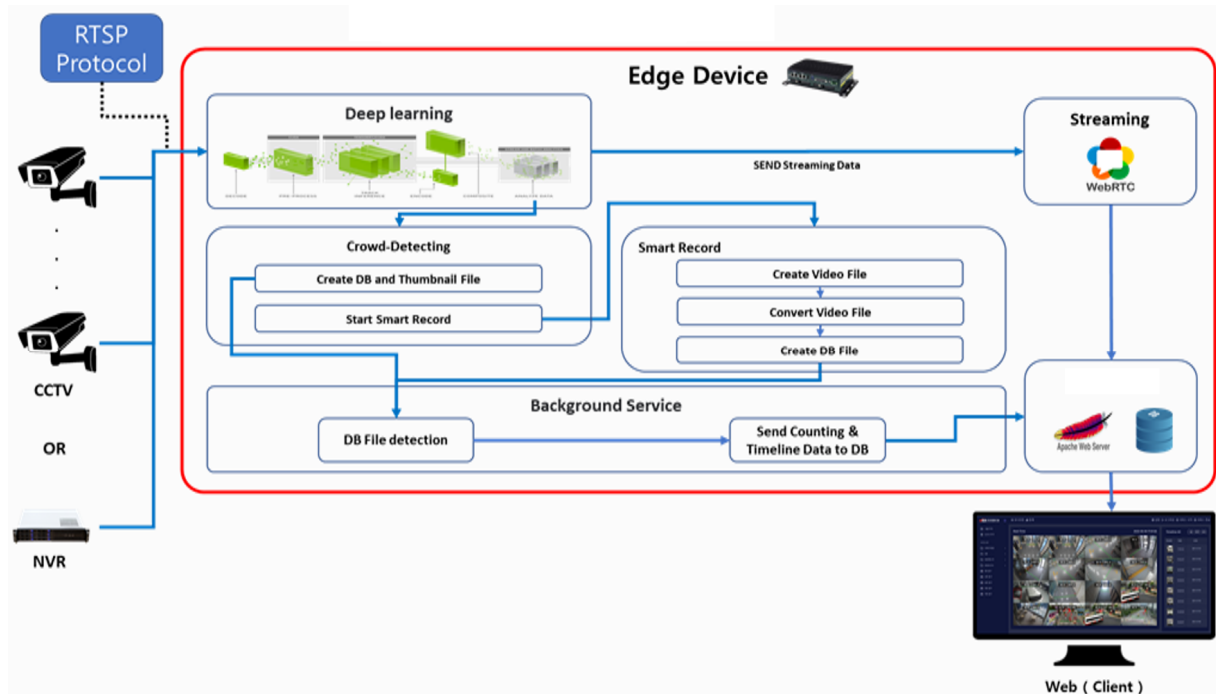 RTSP
Protocol
Edge Device
Deep learning
Streaming
SEND Streaming Data
WebRTC
Crowd-Detecting
Create DB and Thumbnail File
Start Smart Record
Smart Record
Create Video File
Convert Video File
Create DB File
CCTV
OR
NVR
Background Service
DB File detection
Send Counting &
Timeline Data to DB
Apache Web Server
Web ( Client )